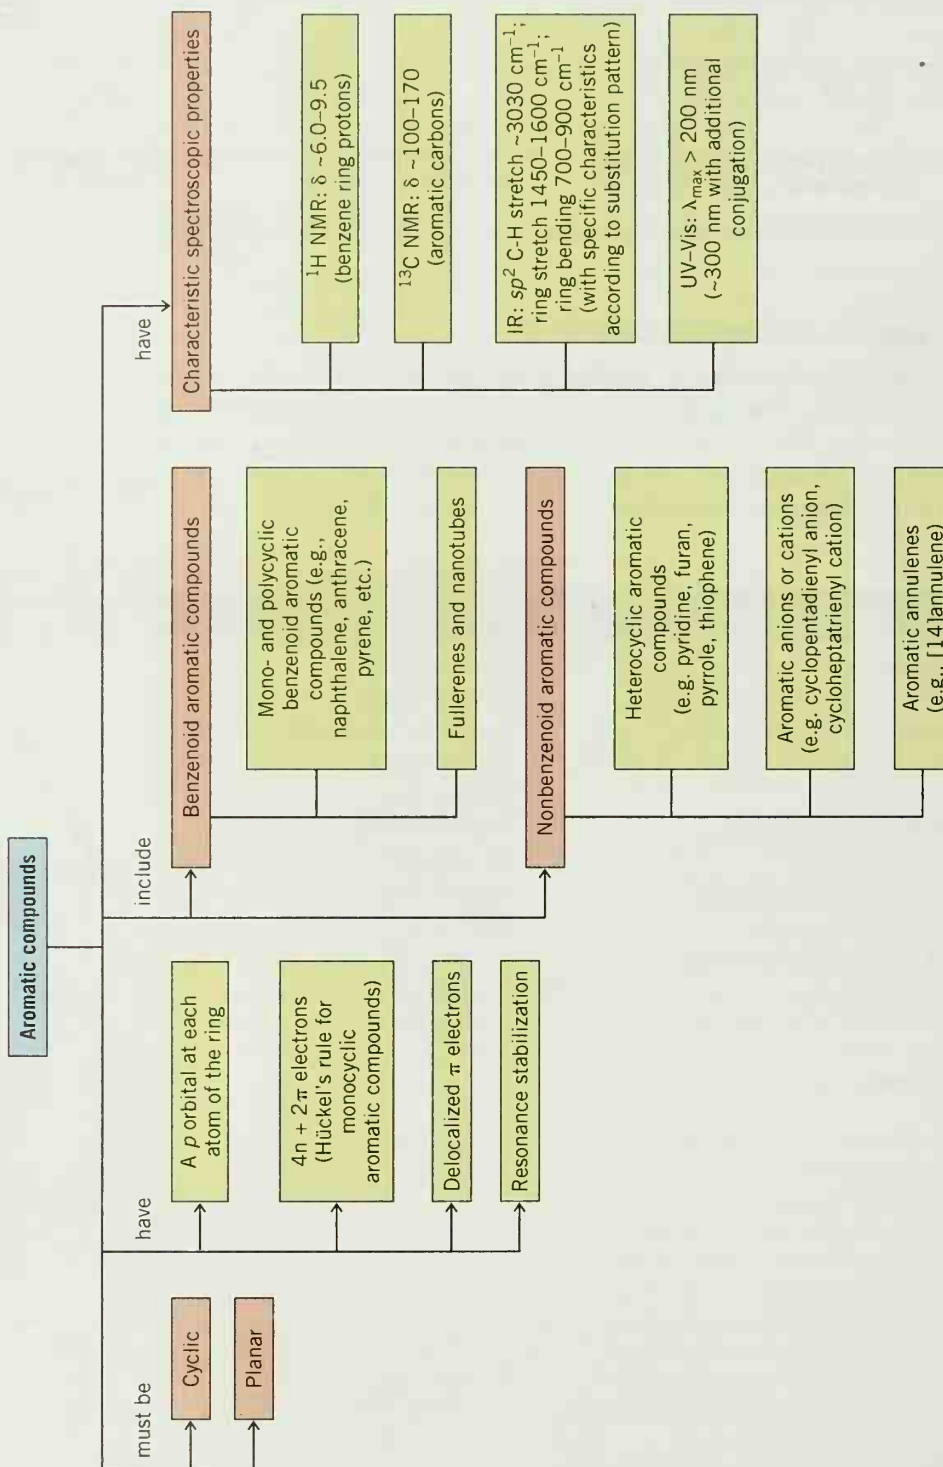 Aromatic compounds
must be
Cyclic
Planar
have
A p orbital at each
atom of the ring
4n + 2π electrons
(Hückel's rule for
monocyclic
aromatic compounds)
Delocalized π electrons
Resonance stabilization
include
Benzenoid aromatic compounds
Mono- and polycyclic
benzenoid aromatic
compounds (e.g.,
naphthalene, anthracene,
pyrene, etc.)
Fullerenes and nanotubes
Nonbenzenoid aromatic compounds
Heterocyclic aromatic
compounds
(e.g. pyridine, furan,
pyrrole, thiophene)
Aromatic anions or cations
(e.g. cyclopentadienyl anion,
cycloheptatrienyl cation)
Aromatic annulenes
(e.g., [14]annulene)
have
Characteristic spectroscopic properties
¹H NMR: δ ~6.0–9.5
(benzene ring protons)
¹³C NMR: δ ~100–170
(aromatic carbons)
IR: sp² C-H stretch ~3030 cm⁻¹;
ring stretch 1450–1600 cm⁻¹;
ring bending 700–900 cm⁻¹
(with specific characteristics
according to substitution pattern)
UV–Vis: λmax > 200 nm
(~300 nm with additional
conjugation)